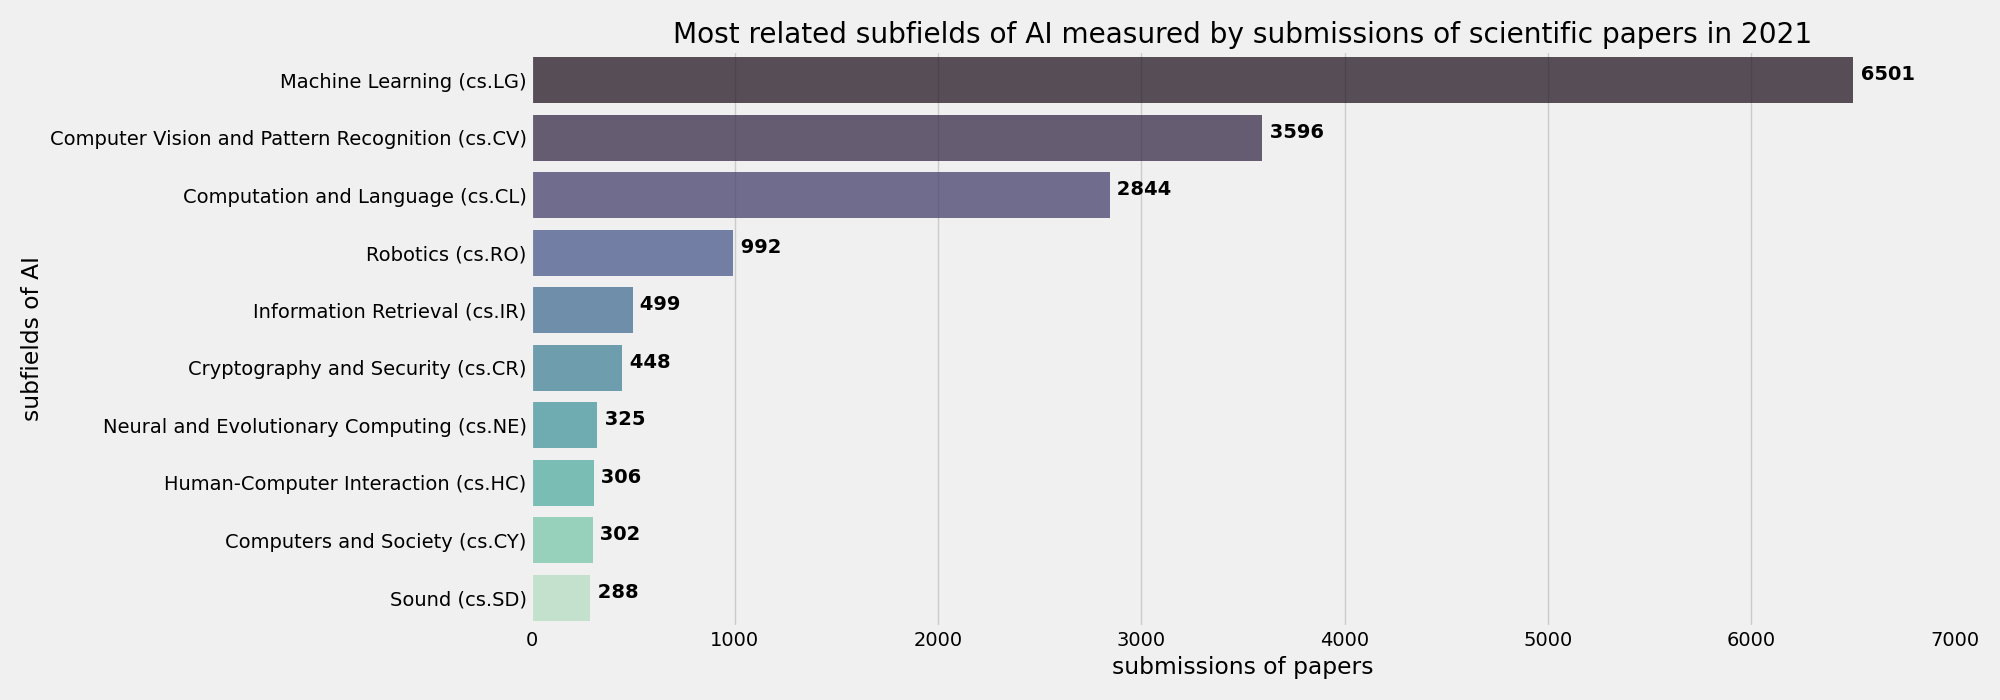 Most related subfields of AI measured by submissions of scientific papers in 2021
Machine Learning (cs.LG) 6501
Computer Vision and Pattern Recognition (cs.CV) 3596
Computation and Language (cs.CL) 2844
Robotics (cs.RO) 992
Information Retrieval (cs.IR) 499
Cryptography and Security (cs.CR) 448
Neural and Evolutionary Computing (cs.NE) 325
Human-Computer Interaction (cs.HC) 306
Computers and Society (cs.CY) 302
Sound (cs.SD) 288
subfields of AI
0 1000 2000 3000 4000 5000 6000 7000
submissions of papers